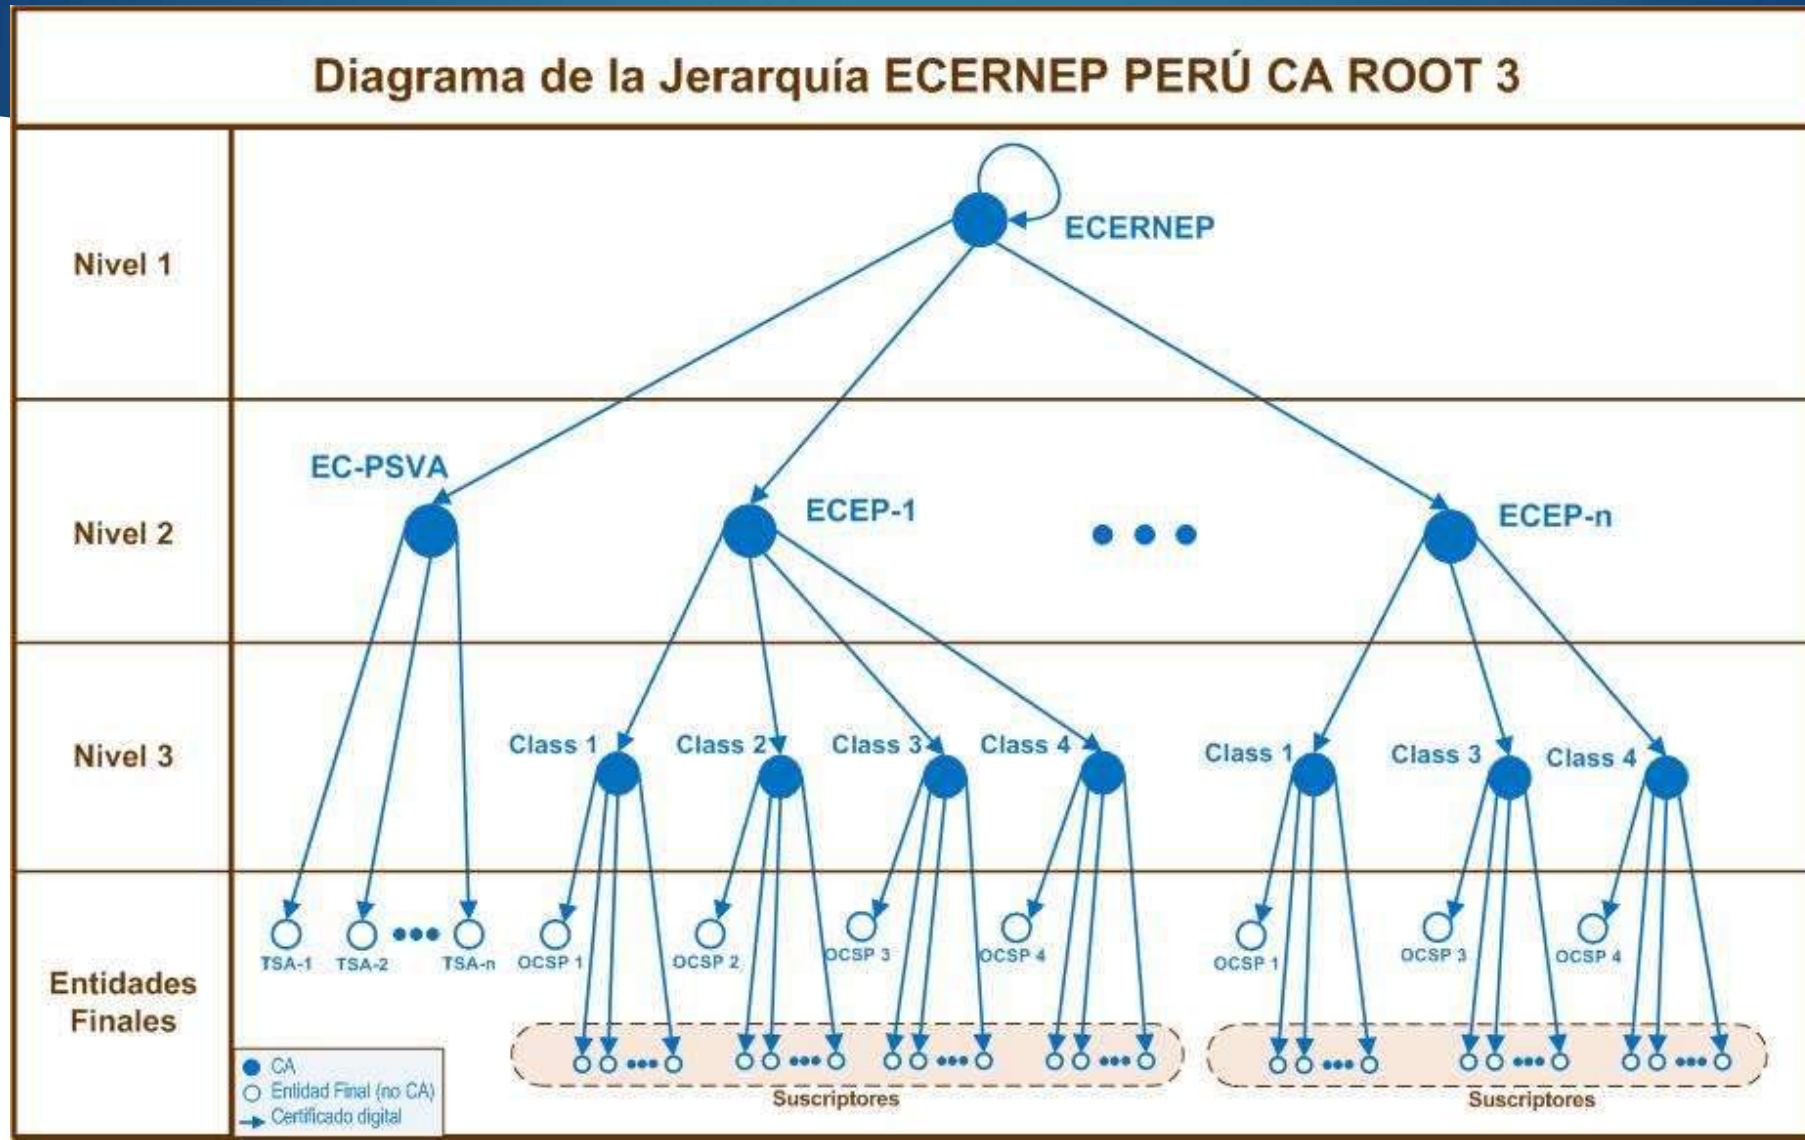 Diagrama de la Jerarquía ECERNEP PERÚ CA ROOT 3
Nivel 1
ECERNEP
Nivel 2
EC-PSVA
ECEP-1
ECEP-n
Nivel 3
Class 1
Class 2
Class 3
Class 4
Class 1
Class 3
Class 4
Entidades
Finales
TSA-1
TSA-2
TSA-n
OCSP 1
OCSP 2
OCSP 3
OCSP 4
OCSP 1
OCSP 3
OCSP 4
CA
Entidad Final (no CA)
Certificado digital
Suscriptores
Suscriptores